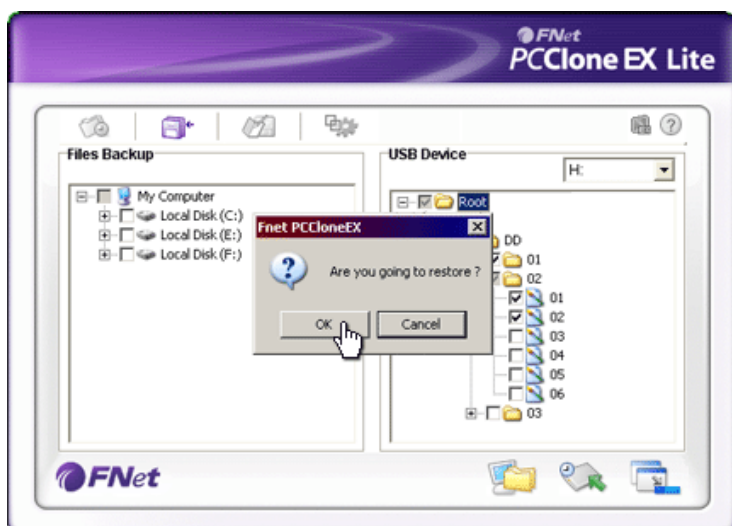 FNet
PCClone EX Lite
Files Backup
My Computer
Local Disk (C:)
Local Disk (E:)
Local Disk (F:)
USB Device
H:
Root
DD
01
02
01
02
03
04
05
06
03
Fnet PCCloneEX
Are you going to restore ?
OK
Cancel
FNet